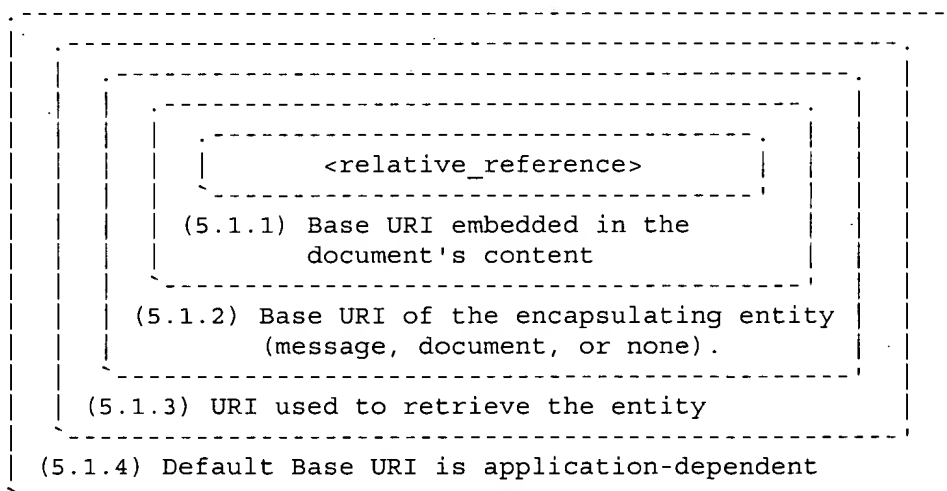 <relative_reference>
(5.1.1) Base URI embedded in the
document's content
(5.1.2) Base URI of the encapsulating entity
(message, document, or none).
(5.1.3) URI used to retrieve the entity
(5.1.4) Default Base URI is application-dependent